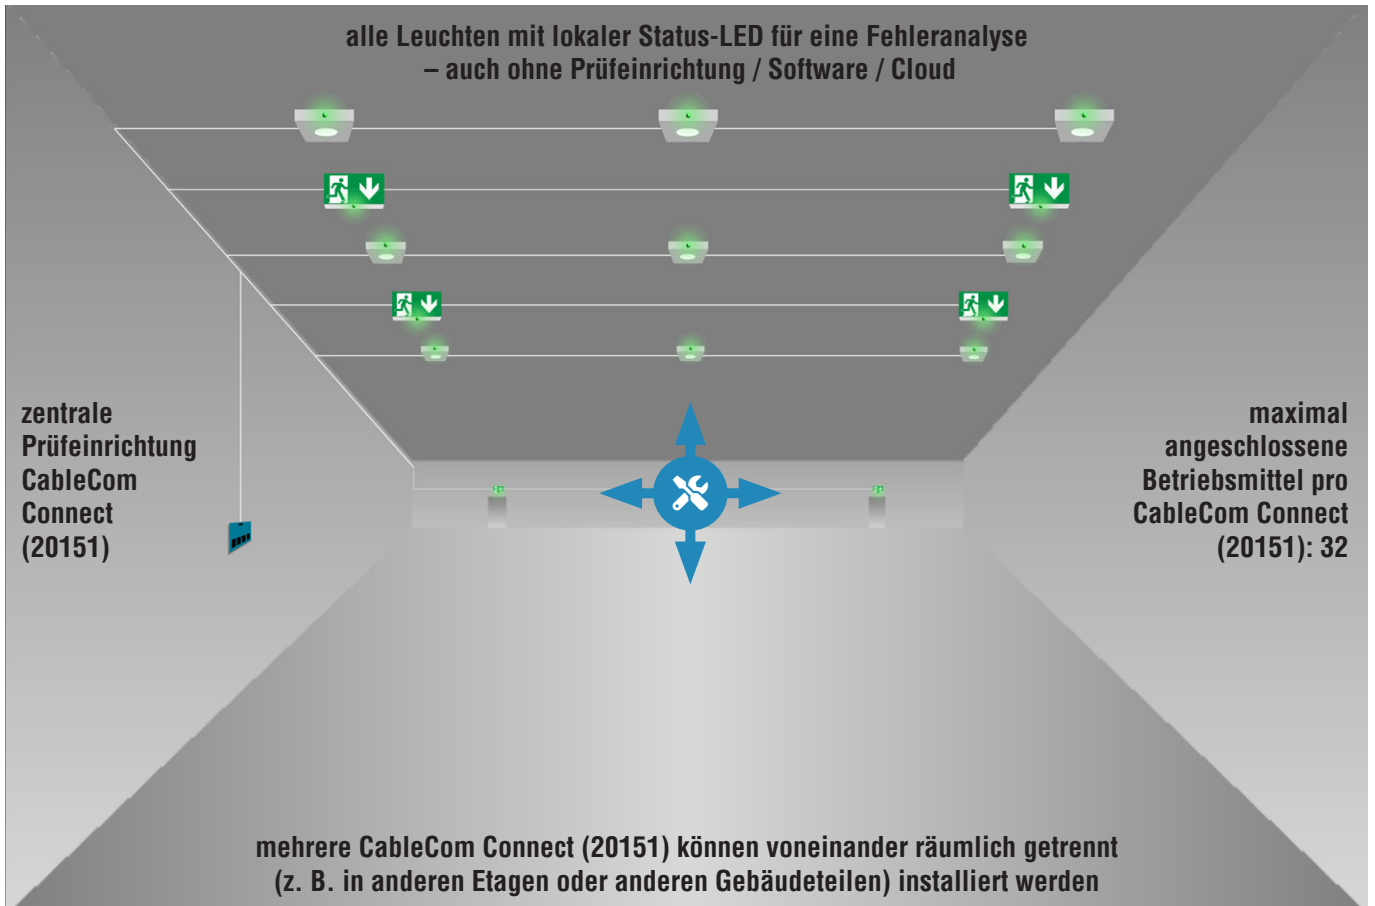 alle Leuchten mit lokaler Status-LED für eine Fehleranalyse
– auch ohne Prüfeinrichtung / Software / Cloud
zentrale
Prüfeinrichtung
CableCom
Connect
(20151)
maximal
angeschlossene
Betriebsmittel pro
CableCom Connect
(20151): 32
mehrere CableCom Connect (20151) können voneinander räumlich getrennt
(z. B. in anderen Etagen oder anderen Gebäudeteilen) installiert werden